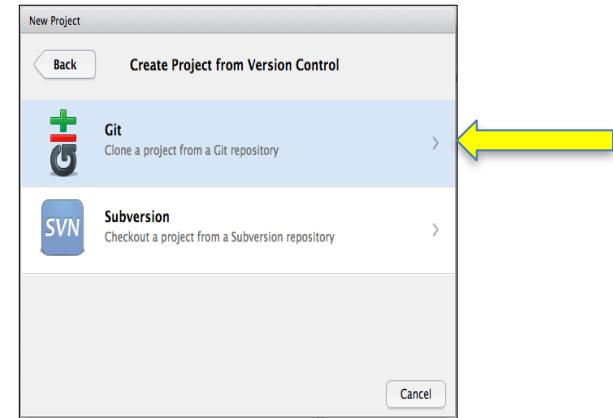 New Project
Back
Create Project from Version Control
Git
Clone a project from a Git repository
SVN
Subversion
Checkout a project from a Subversion repository
Cancel